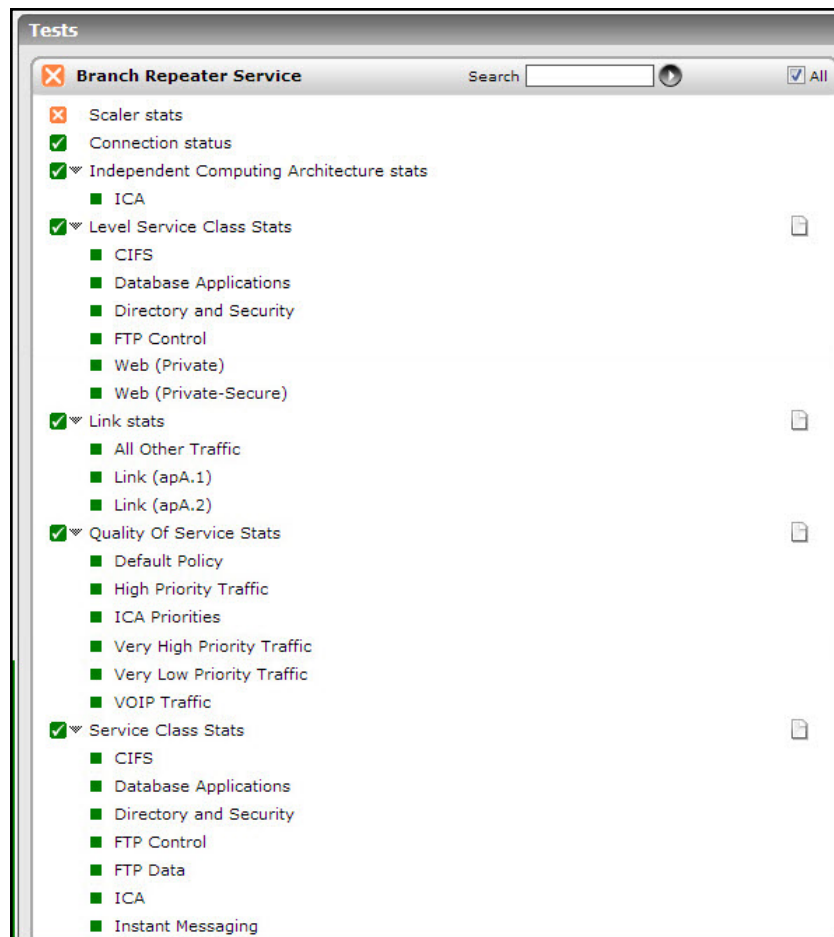 Tests
Branch Repeater Service Search All
Scaler stats
Connection status
Independent Computing Architecture stats
ICA
Level Service Class Stats
CIFS
Database Applications
Directory and Security
FTP Control
Web (Private)
Web (Private-Secure)
Link stats
All Other Traffic
Link (apA.1)
Link (apA.2)
Quality Of Service Stats
Default Policy
High Priority Traffic
ICA Priorities
Very High Priority Traffic
Very Low Priority Traffic
VOIP Traffic
Service Class Stats
CIFS
Database Applications
Directory and Security
FTP Control
FTP Data
ICA
Instant Messaging